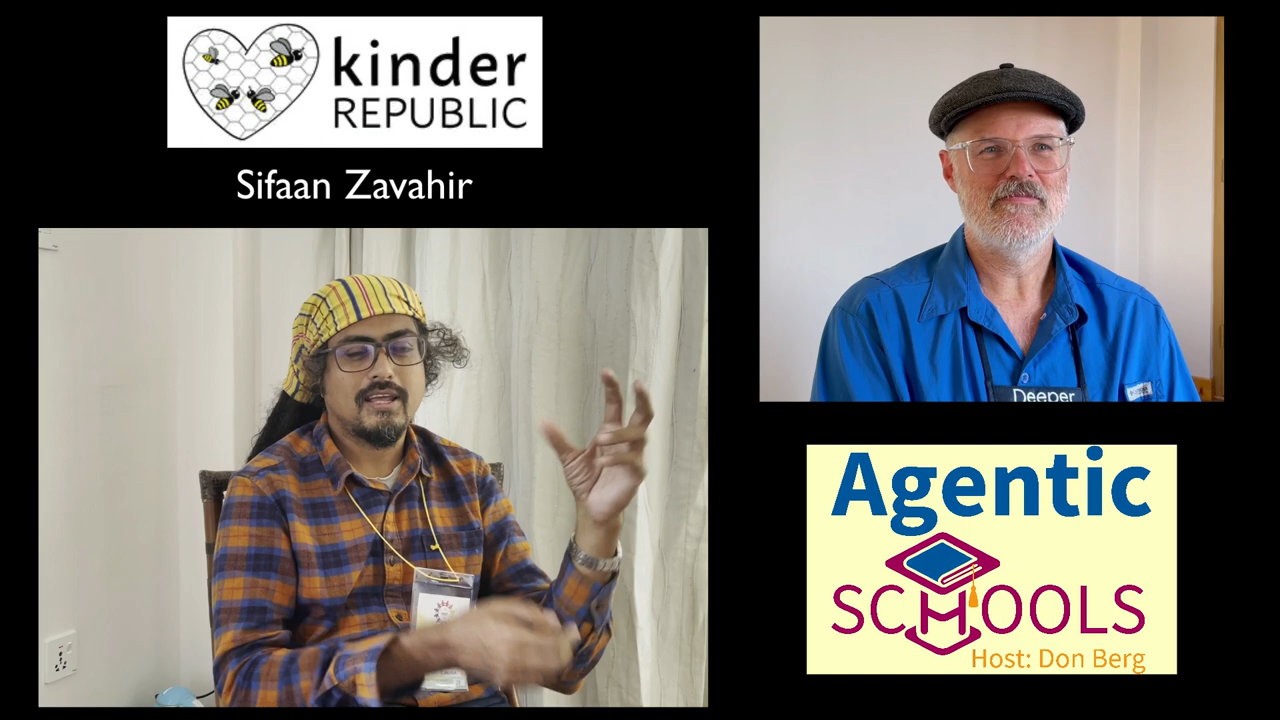 kinder
REPUBLIC
Sifaan Zavahir
Deeper
Agentic
SCHOOLS
Host: Don Berg